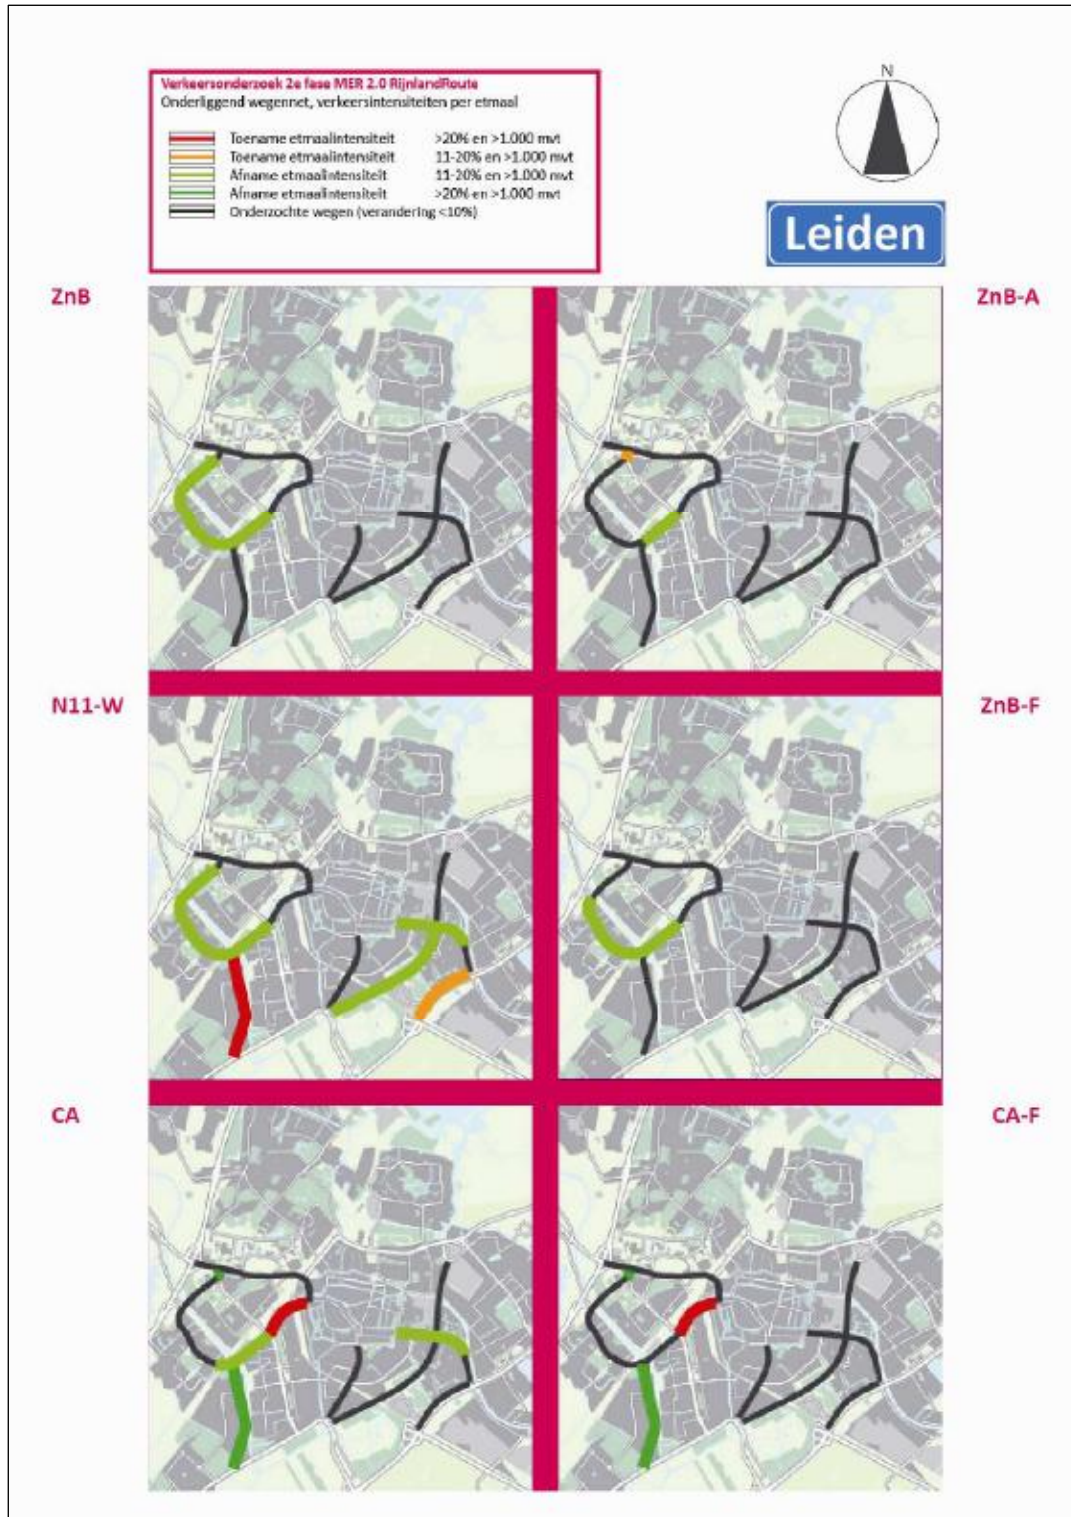 Verkeersonderzoek 2e fase MER 2.0 RijnlandRoute
Onderliggend wegennet, verkeersintensiteiten per etmaal
Toename etmaalintensiteit >20% en >1.000 mvt
Toename etmaalintensiteit 11-20% en >1.000 mvt
Afname etmaalintensiteit 11-20% en >1.000 mvt
Afname etmaalintensiteit >20% en >1.000 mvt
Onderzochte wegen (verandering <10%)
N
Leiden
ZnB
ZnB-A
N11-W
ZnB-F
CA
CA-F